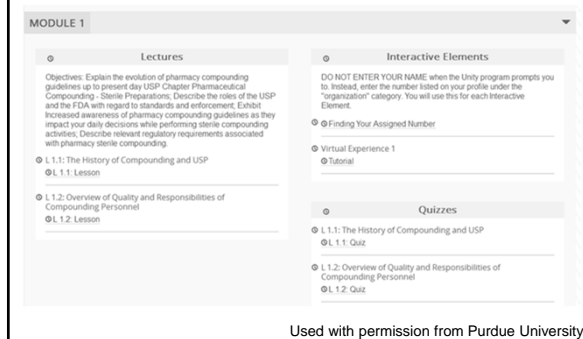 MODULE 1
Lectures
Objectives: Explain the evolution of pharmacy compounding
guidelines up to present day USP Chapter Pharmaceutical
Compounding - Sterile Preparations; Describe the roles of the USP
and the FDA with regard to standards and enforcement; Exhibit
Increased awareness of pharmacy compounding guidelines as they
impact your daily decisions while performing sterile compounding
activities; Describe relevant regulatory requirements associated
with pharmacy sterile compounding.
L 1.1: The History of Compounding and USP
L 1.1: Lesson
L 1.2: Overview of Quality and Responsibilities of
Compounding Personnel
L 1.2: Lesson
Interactive Elements
DO NOT ENTER YOUR NAME when the Unity program prompts you
to. Instead, enter the number listed on your profile under the
"organization" category. You will use this for each Interactive
Element.
Finding Your Assigned Number
Virtual Experience 1
Tutorial
Quizzes
L 1.1: The History of Compounding and USP
L 1.1: Quiz
L 1.2: Overview of Quality and Responsibilities of
Compounding Personnel
L 1.2: Quiz
Used with permission from Purdue University